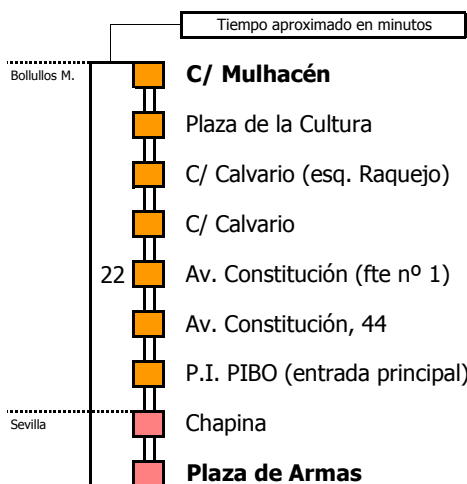 Tiempo aproximado en minutos
Bollullos M.
C/ Mulhacén
Plaza de la Cultura
C/ Calvario (esq. Raquejo)
C/ Calvario
22
Av. Constitución (fte nº 1)
Av. Constitución, 44
P.I. PIBO (entrada principal)
Sevilla
Chapina
Plaza de Armas